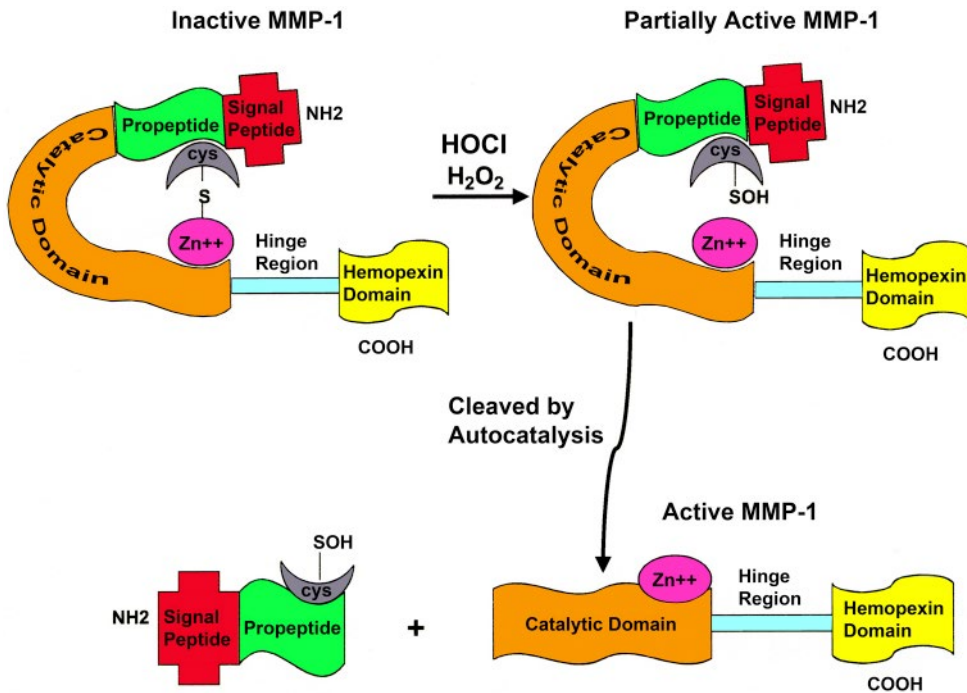 Inactive MMP-1
Partially Active MMP-1
Catalytic Domain
Propeptide
Signal
Peptide
NH2
cys
S
Zn++
Hinge
Region
Hemopexin
Domain
COOH
HOCl
H₂O₂
Catalytic Domain
Propeptide
Signal
Peptide
NH2
cys
SOH
Zn++
Hinge
Region
Hemopexin
Domain
COOH
Cleaved by
Autocatalysis
Active MMP-1
SOH
cys
NH2
Signal
Peptide
Propeptide
+
Zn++
Catalytic Domain
Hinge
Region
Hemopexin
Domain
COOH